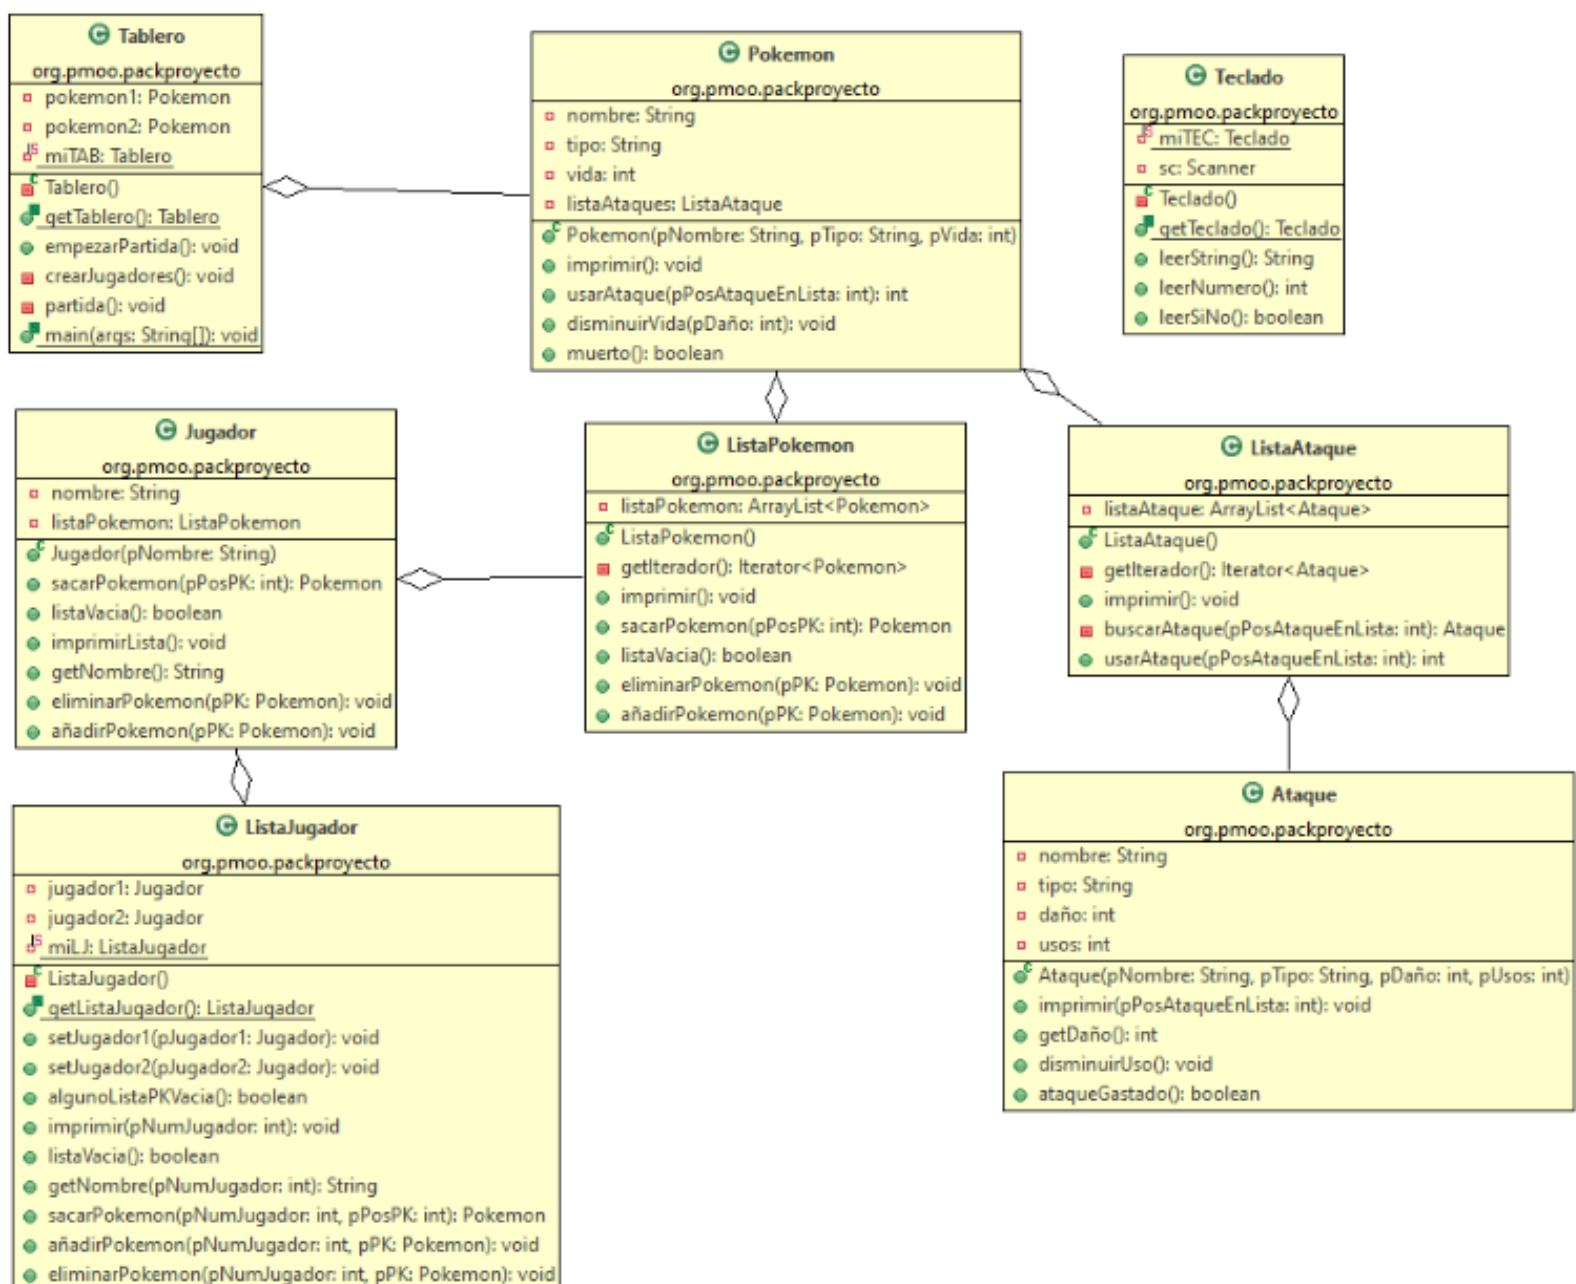 Tablero
org.pmoo.packproyecto
pokemon1: Pokemon
pokemon2: Pokemon
miTAB: Tablero
Tablero()
getTablero(): Tablero
empezarPartida(): void
crearJugadores(): void
partida(): void
main(args: String[]): void
Pokemon
org.pmoo.packproyecto
nombre: String
tipo: String
vida: int
listaAtaques: ListaAtaque
Pokemon(pNombre: String, pTipo: String, pVida: int)
imprimir(): void
usarAtaque(pPosAtaqueEnLista: int): int
disminuirVida(pDaño: int): void
muerto(): boolean
Teclado
org.pmoo.packproyecto
miTEC: Teclado
sc: Scanner
Teclado()
getTeclado(): Teclado
leerString(): String
leerNumero(): int
leerSiNo(): boolean
Jugador
org.pmoo.packproyecto
nombre: String
listaPokemon: ListaPokemon
Jugador(pNombre: String)
sacarPokemon(pPosPK: int): Pokemon
listaVacia(): boolean
imprimirLista(): void
getNombre(): String
eliminarPokemon(pPK: Pokemon): void
añadirPokemon(pPK: Pokemon): void
ListaPokemon
org.pmoo.packproyecto
listaPokemon: ArrayList<Pokemon>
ListaPokemon()
getIterador(): Iterator<Pokemon>
imprimir(): void
sacarPokemon(pPosPK: int): Pokemon
listaVacia(): boolean
eliminarPokemon(pPK: Pokemon): void
añadirPokemon(pPK: Pokemon): void
ListaAtaque
org.pmoo.packproyecto
listaAtaque: ArrayList<Ataque>
ListaAtaque()
getIterador(): Iterator<Ataque>
imprimir(): void
buscarAtaque(pPosAtaqueEnLista: int): Ataque
usarAtaque(pPosAtaqueEnLista: int): int
ListaJugador
org.pmoo.packproyecto
jugador1: Jugador
jugador2: Jugador
miLJ: ListaJugador
ListaJugador()
getListaJugador(): ListaJugador
setJugador1(pJugador1: Jugador): void
setJugador2(pJugador2: Jugador): void
algunoListaPKVacia(): boolean
imprimir(pNumJugador: int): void
listaVacia(): boolean
getNombre(pNumJugador: int): String
sacarPokemon(pNumJugador: int, pPosPK: int): Pokemon
añadirPokemon(pNumJugador: int, pPK: Pokemon): void
eliminarPokemon(pNumJugador: int, pPK: Pokemon): void
Ataque
org.pmoo.packproyecto
nombre: String
tipo: String
daño: int
usos: int
Ataque(pNombre: String, pTipo: String, pDaño: int, pUsos: int)
imprimir(pPosAtaqueEnLista: int): void
getDaño(): int
disminuirUso(): void
ataqueGastado(): boolean